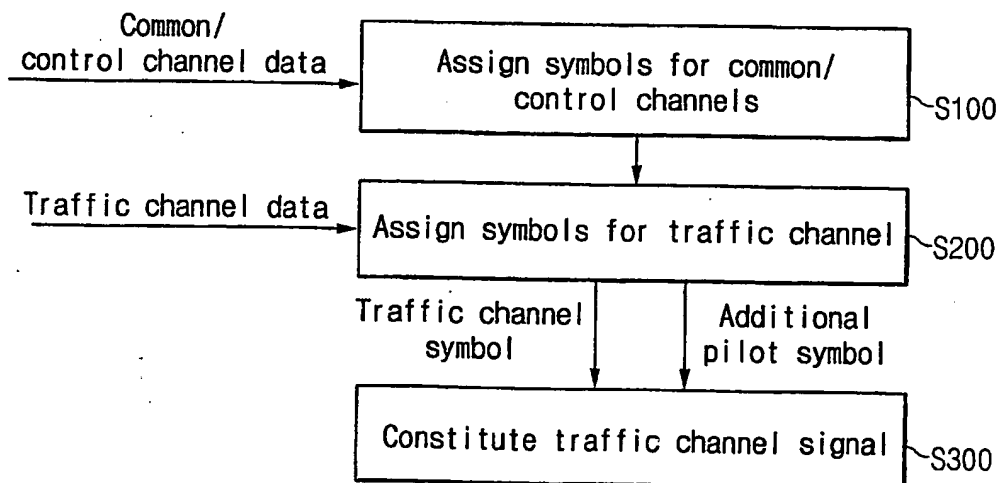 Common/
control channel data
Assign symbols for common/
control channels
S100
Traffic channel data
Assign symbols for traffic channel
S200
Traffic channel
symbol
Additional
pilot symbol
Constitute traffic channel signal
S300